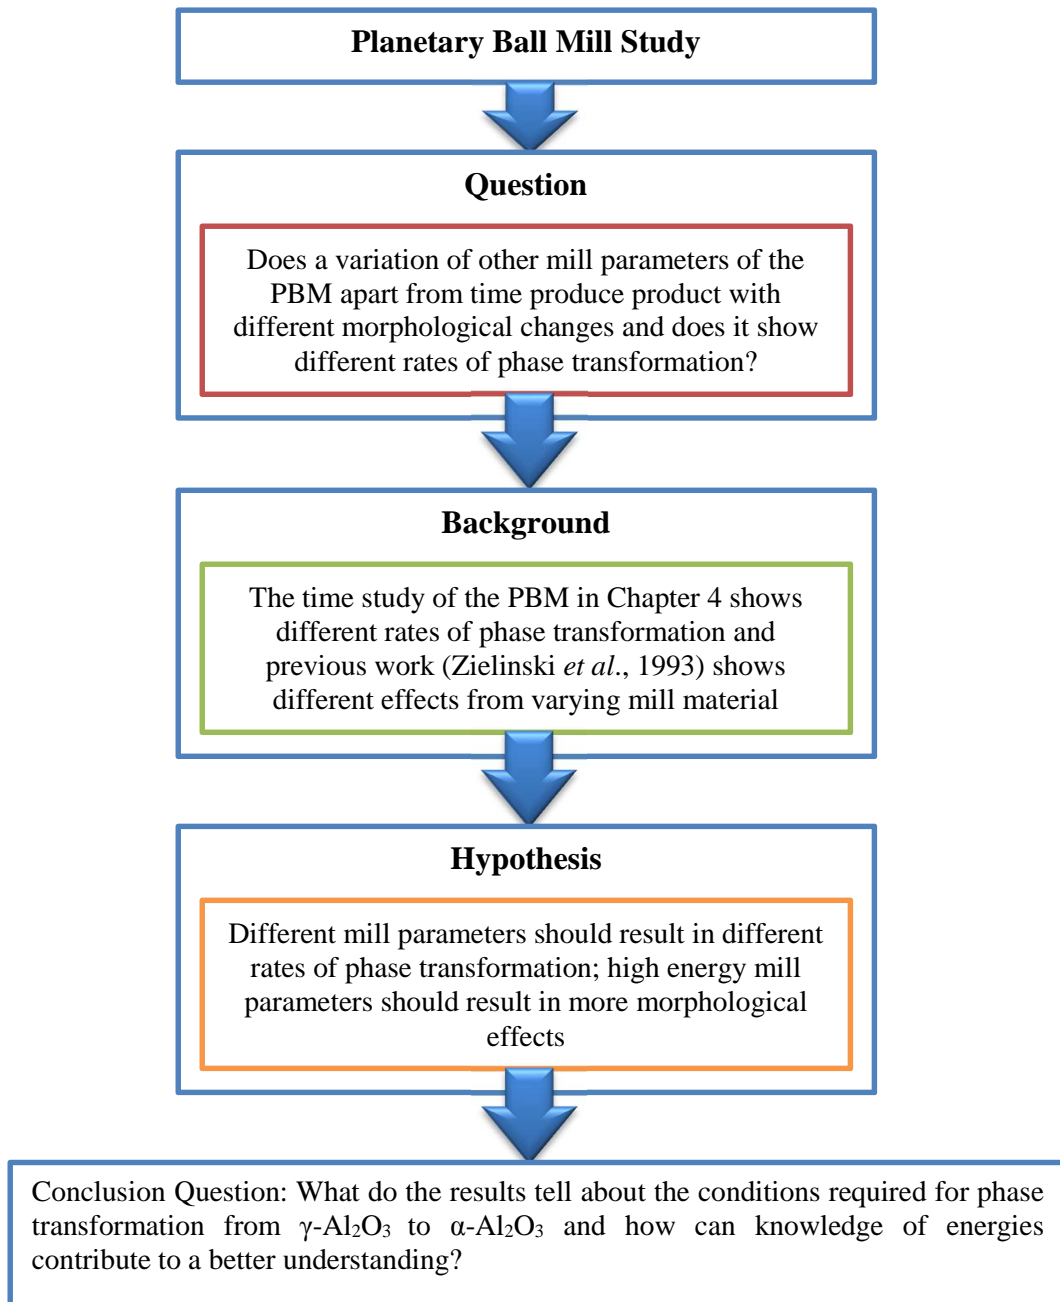 Planetary Ball Mill Study
Question
Does a variation of other mill parameters of the
PBM apart from time produce product with
different morphological changes and does it show
different rates of phase transformation?
Background
The time study of the PBM in Chapter 4 shows
different rates of phase transformation and
previous work (Zielinski et al., 1993) shows
different effects from varying mill material
Hypothesis
Different mill parameters should result in different
rates of phase transformation; high energy mill
parameters should result in more morphological
effects
Conclusion Question: What do the results tell about the conditions required for phase
transformation from γ-Al₂O₃ to α-Al₂O₃ and how can knowledge of energies
contribute to a better understanding?